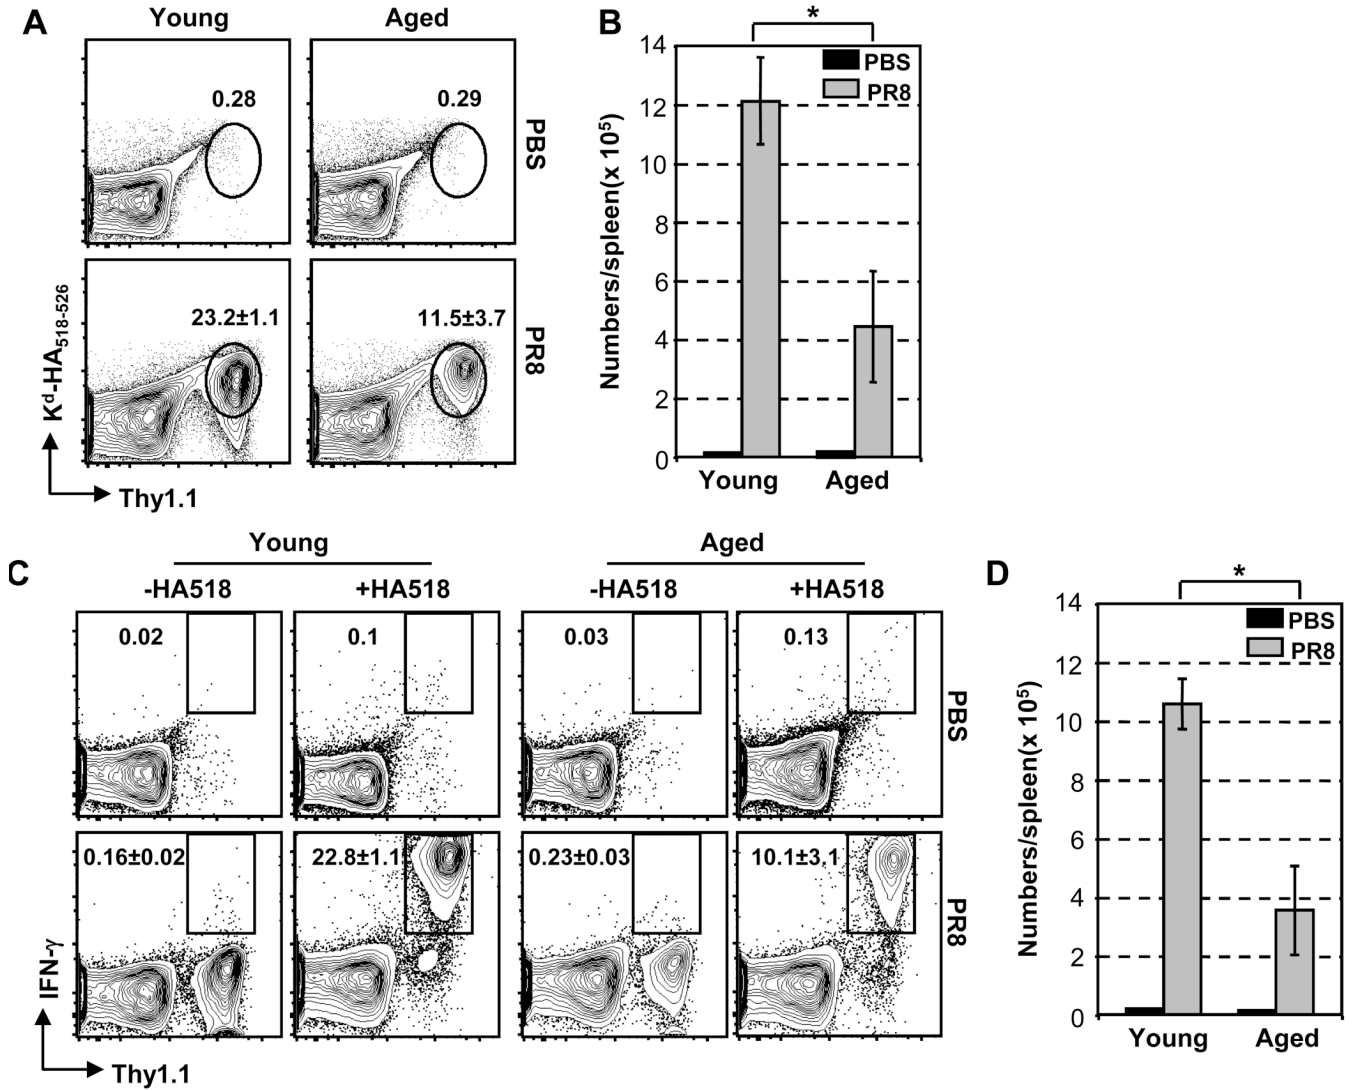 A
Young
Aged
0.28
0.29
PBS
23.2±1.1
11.5±3.7
PR8
Kᵈ-HA₅₁₈₋₅₂₆
Thy1.1
B
*
PBS
PR8
14
12
10
8
6
4
2
0
Numbers/spleen(x 10⁵)
Young
Aged
C
Young
Aged
-HA518
+HA518
-HA518
+HA518
0.02
0.1
0.03
0.13
PBS
0.16±0.02
22.8±1.1
0.23±0.03
10.1±3.1
PR8
IFN-γ
Thy1.1
D
*
PBS
PR8
14
12
10
8
6
4
2
0
Numbers/spleen(x 10⁵)
Young
Aged